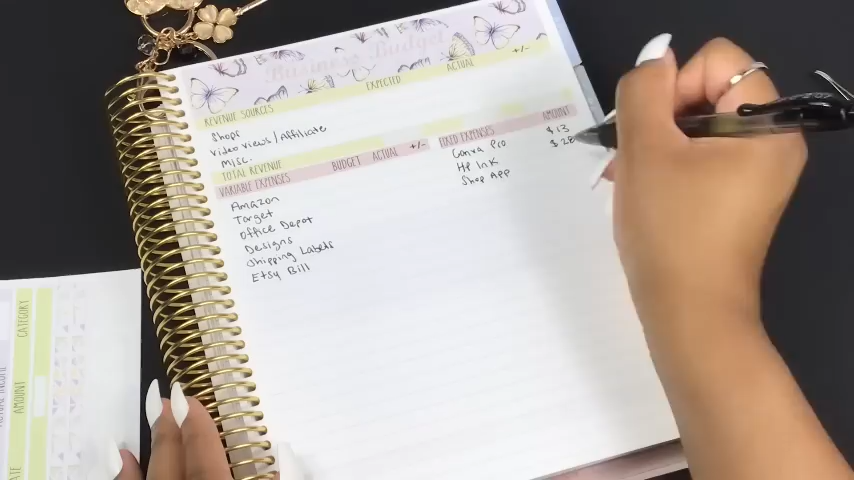 Business Budget
REVENUE SOURCES EXPECTED ACTUAL +/-
Shops
Video views / Affiliate
Misc.
TOTAL REVENUE
VARIABLE EXPENSES BUDGET ACTUAL +/-
Amazon
Target
Office Depot
Designs
Shipping Labels
Etsy Bill
FIXED EXPENSES AMOUNT
Canva Pro $13
HP Ink $28
Shop App
CATEGORY
AMOUNT